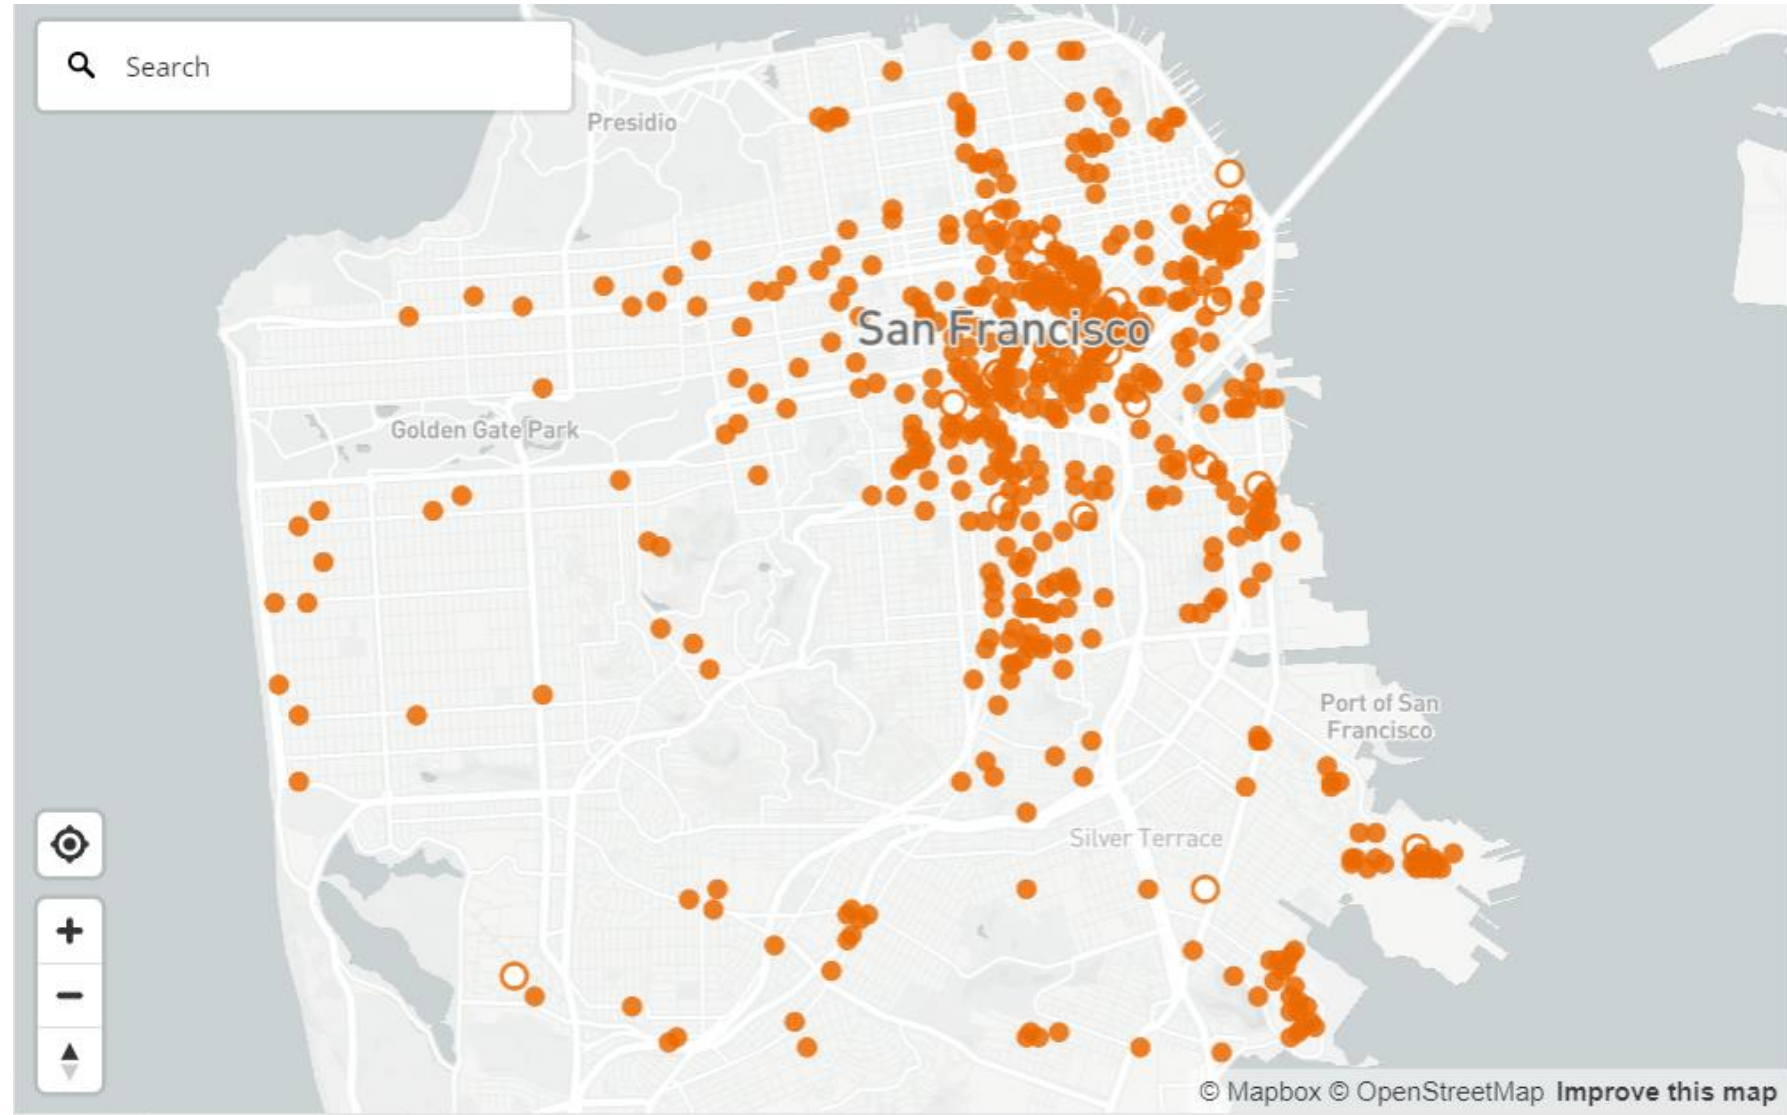 Search
Presidio
San Francisco
Golden Gate Park
Port of San
Francisco
Silver Terrace
© Mapbox © OpenStreetMap Improve this map